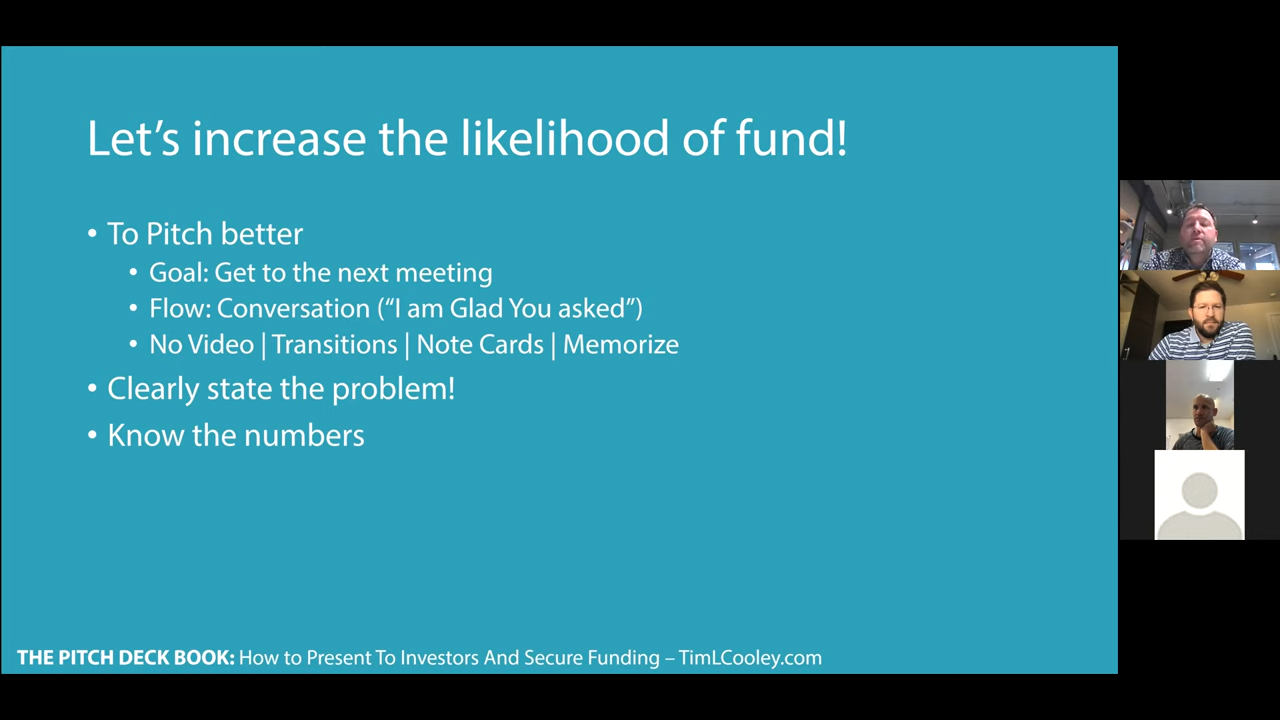 Let’s increase the likelihood of fund!
• To Pitch better
• Goal: Get to the next meeting
• Flow: Conversation (“I am Glad You asked”)
• No Video | Transitions | Note Cards | Memorize
• Clearly state the problem!
• Know the numbers
THE PITCH DECK BOOK: How to Present To Investors And Secure Funding – TimLCooley.com